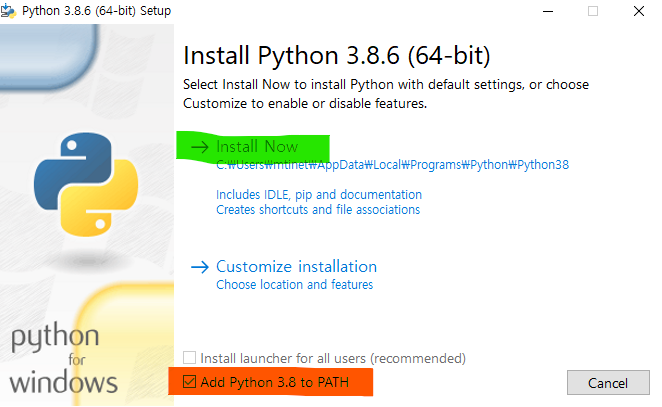 Python 3.8.6 (64-bit) Setup
Install Python 3.8.6 (64-bit)
Select Install Now to install Python with default settings, or choose
Customize to enable or disable features.
Install Now
C:₩Users₩mtinet₩AppData₩Local₩Programs₩Python₩Python38
Includes IDLE, pip and documentation
Creates shortcuts and file associations
Customize installation
Choose location and features
python
for
windows
Install launcher for all users (recommended)
Add Python 3.8 to PATH
Cancel